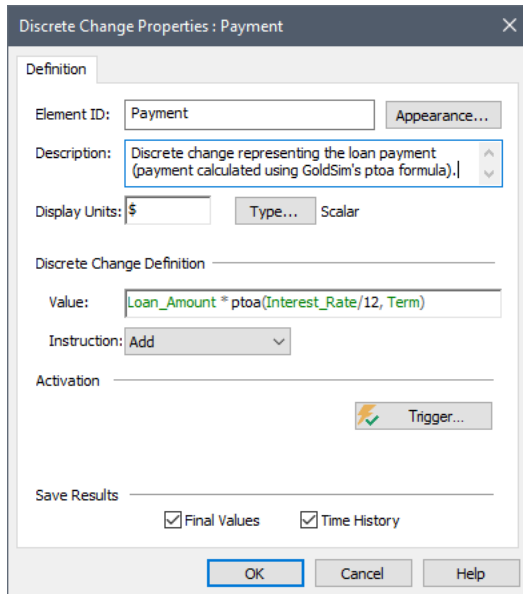 Discrete Change Properties : Payment
Definition
Element ID: Payment Appearance...
Description: Discrete change representing the loan payment
(payment calculated using GoldSim's ptoa formula).
Display Units: $ Type... Scalar
Discrete Change Definition
Value: Loan_Amount * ptoa(Interest_Rate/12, Term)
Instruction: Add
Activation
Trigger...
Save Results
Final Values Time History
OK Cancel Help